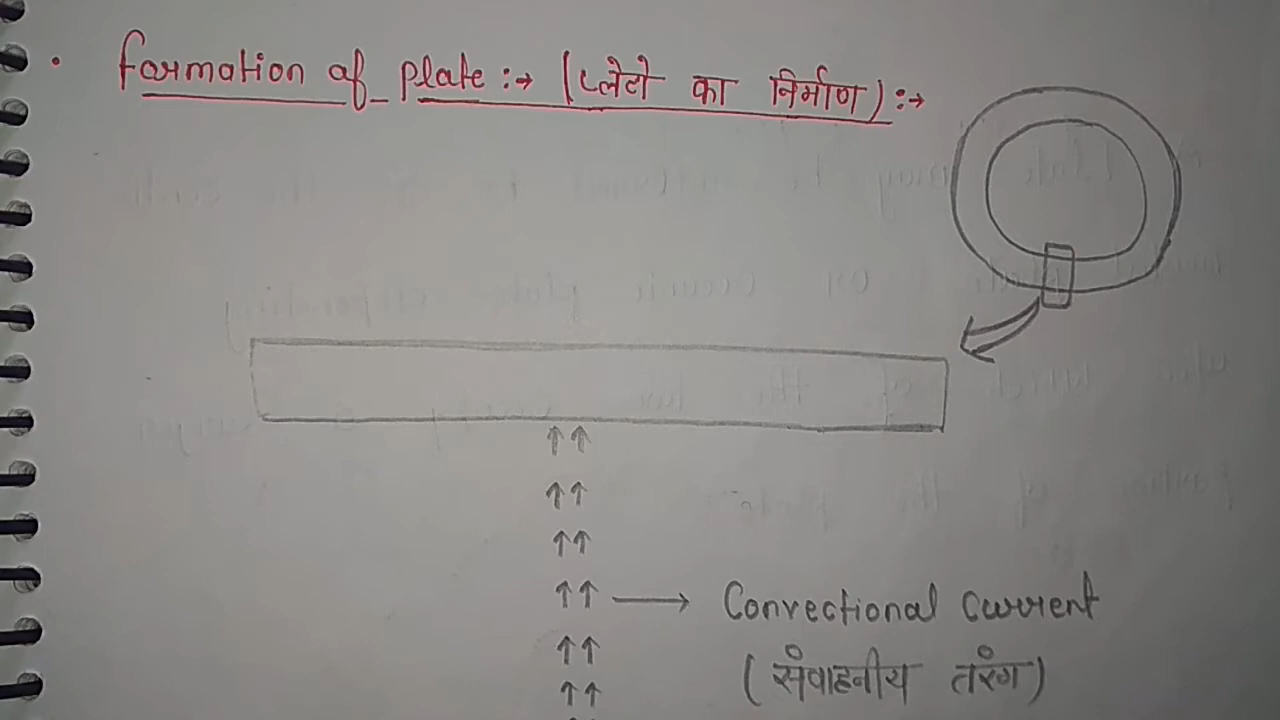 • Formation of plate :→ (प्लेटो का निर्माण) :→
→ Convectional Current
(संवाहनीय तरंग)